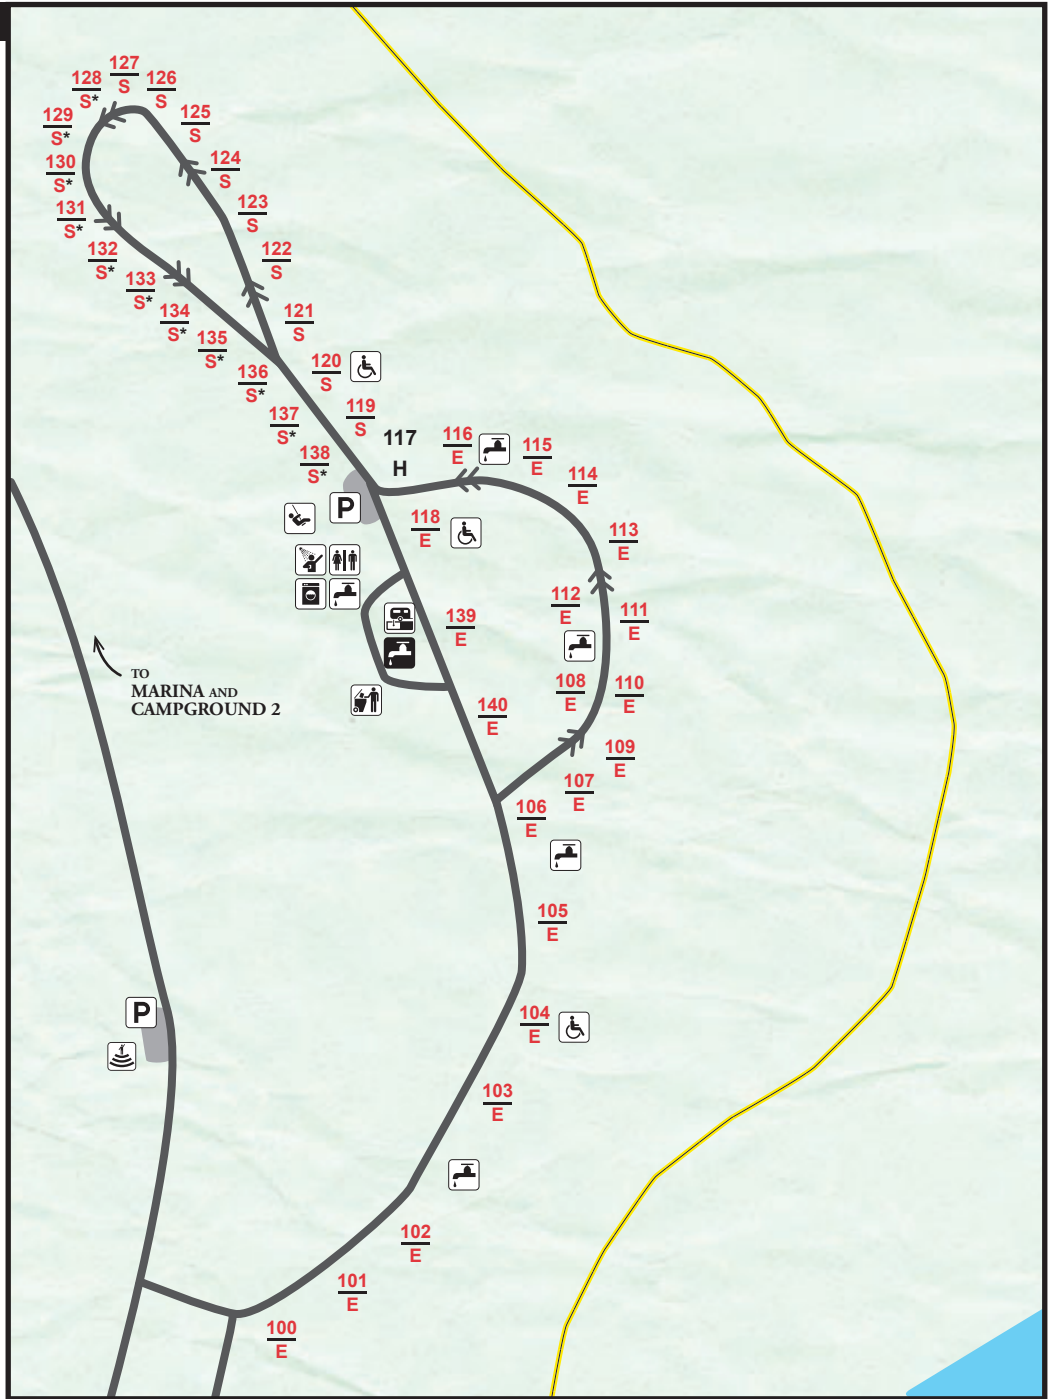 127
S
128
S*
126
S
129
S*
125
S
130
S*
124
S
131
S*
123
S
132
S*
122
S
133
S*
134
S*
121
S
135
S*
120
S
136
S*
119
S
137
S*
117
H
116
E
115
E
138
S*
114
E
P
118
E
113
E
112
E
111
E
139
E
108
E
110
E
TO
MARINA AND
CAMPGROUND 2
140
E
109
E
107
E
106
E
105
E
P
104
E
103
E
102
E
101
E
100
E